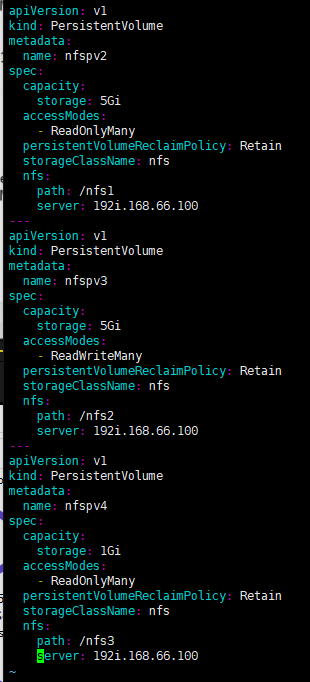 apiVersion: v1
kind: PersistentVolume
metadata:
  name: nfspv2
spec:
  capacity:
    storage: 5Gi
  accessModes:
    - ReadOnlyMany
  persistentVolumeReclaimPolicy: Retain
  storageClassName: nfs
  nfs:
    path: /nfs1
    server: 192i.168.66.100
---
apiVersion: v1
kind: PersistentVolume
metadata:
  name: nfspv3
spec:
  capacity:
    storage: 5Gi
  accessModes:
    - ReadWriteMany
  persistentVolumeReclaimPolicy: Retain
  storageClassName: nfs
  nfs:
    path: /nfs2
    server: 192i.168.66.100
---
apiVersion: v1
kind: PersistentVolume
metadata:
  name: nfspv4
spec:
  capacity:
    storage: 1Gi
  accessModes:
    - ReadOnlyMany
  persistentVolumeReclaimPolicy: Retain
  storageClassName: nfs
  nfs:
    path: /nfs3
    server: 192i.168.66.100
~